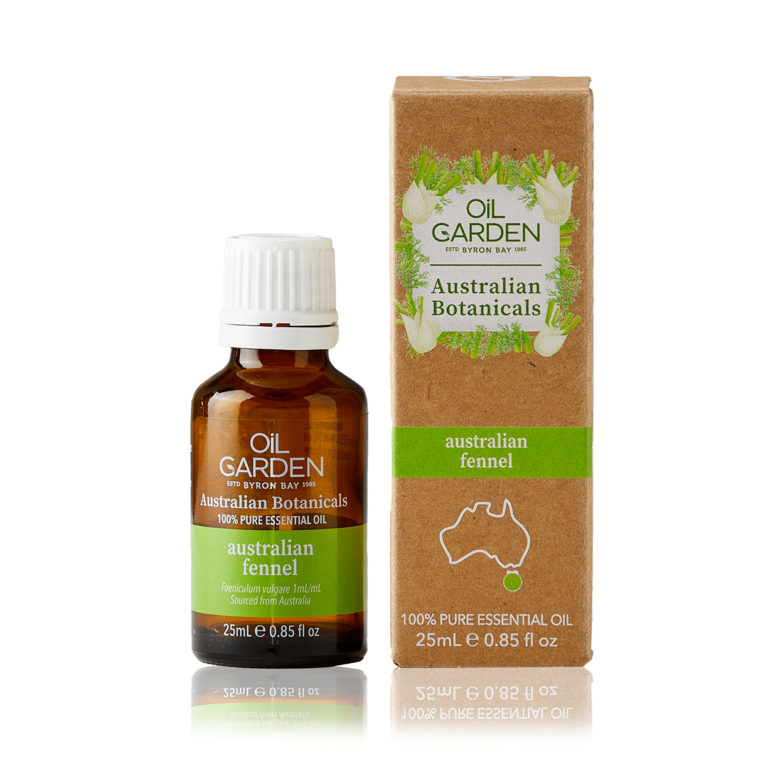 OiL
GARDEN
ESTD BYRON BAY 1985
Australian Botanicals
100% PURE ESSENTIAL OIL
australian
fennel
Foeniculum vulgare 1mL/mL
Sourced from Australia
25mL e 0.85 fl oz
OiL
GARDEN
ESTD BYRON BAY 1985
Australian
Botanicals
australian
fennel
100% PURE ESSENTIAL OIL
25mL e 0.85 fl oz